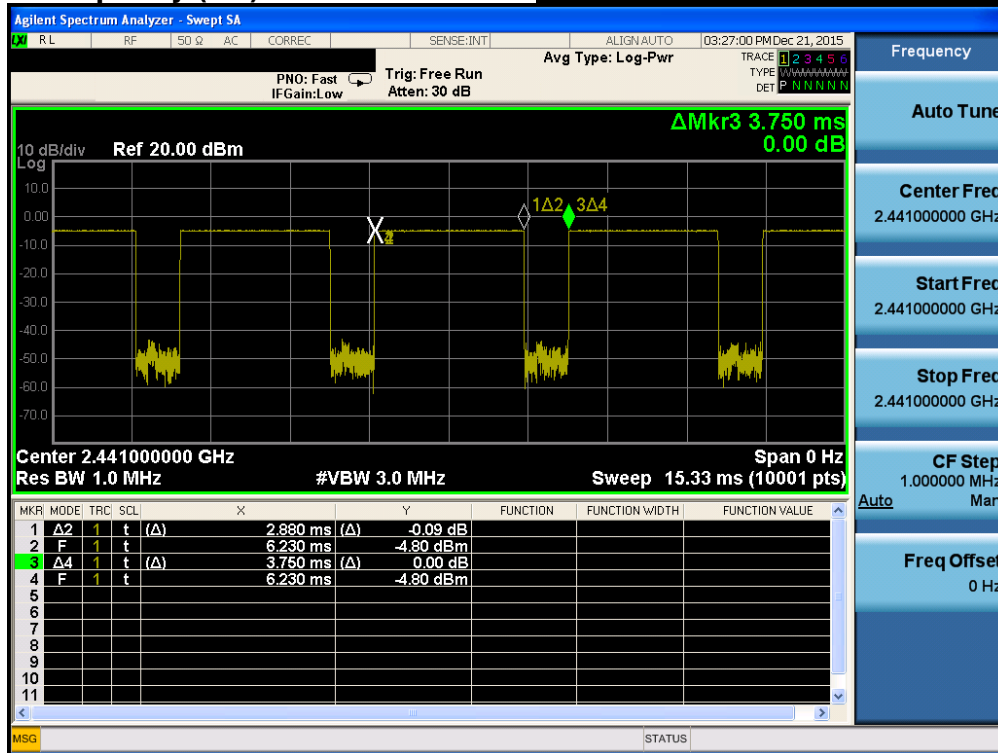 Agilent Spectrum Analyzer - Swept SA
LXI RL RF 50 Ω AC CORREC SENSE:INT ALIGNAUTO 03:27:00 PMDec 21, 2015
Avg Type: Log-Pwr
TRACE 1 2 3 4 5 6
PNO: Fast Trig: Free Run TYPE
IFGain:Low Atten: 30 dB DET P N N N N N
ΔMkr3 3.750 ms
0.00 dB
10 dB/div Ref 20.00 dBm
Log
10.0
0.00
-10.0
-20.0
-30.0
-40.0
-50.0
-60.0
-70.0
1Δ2 3Δ4
Center 2.441000000 GHz Span 0 Hz
Res BW 1.0 MHz #VBW 3.0 MHz Sweep 15.33 ms (10001 pts)
MKR MODE TRC SCL X Y FUNCTION FUNCTION WIDTH FUNCTION VALUE
1 Δ2 1 t (Δ) 2.880 ms (Δ) -0.09 dB
2 F 1 t 6.230 ms -4.80 dBm
3 Δ4 1 t (Δ) 3.750 ms (Δ) 0.00 dB
4 F 1 t 6.230 ms -4.80 dBm
5
6
7
8
9
10
11
MSG STATUS
Frequency
Auto Tune
Center Freq
2.441000000 GHz
Start Freq
2.441000000 GHz
Stop Freq
2.441000000 GHz
CF Step
1.000000 MHz
Auto Man
Freq Offset
0 Hz